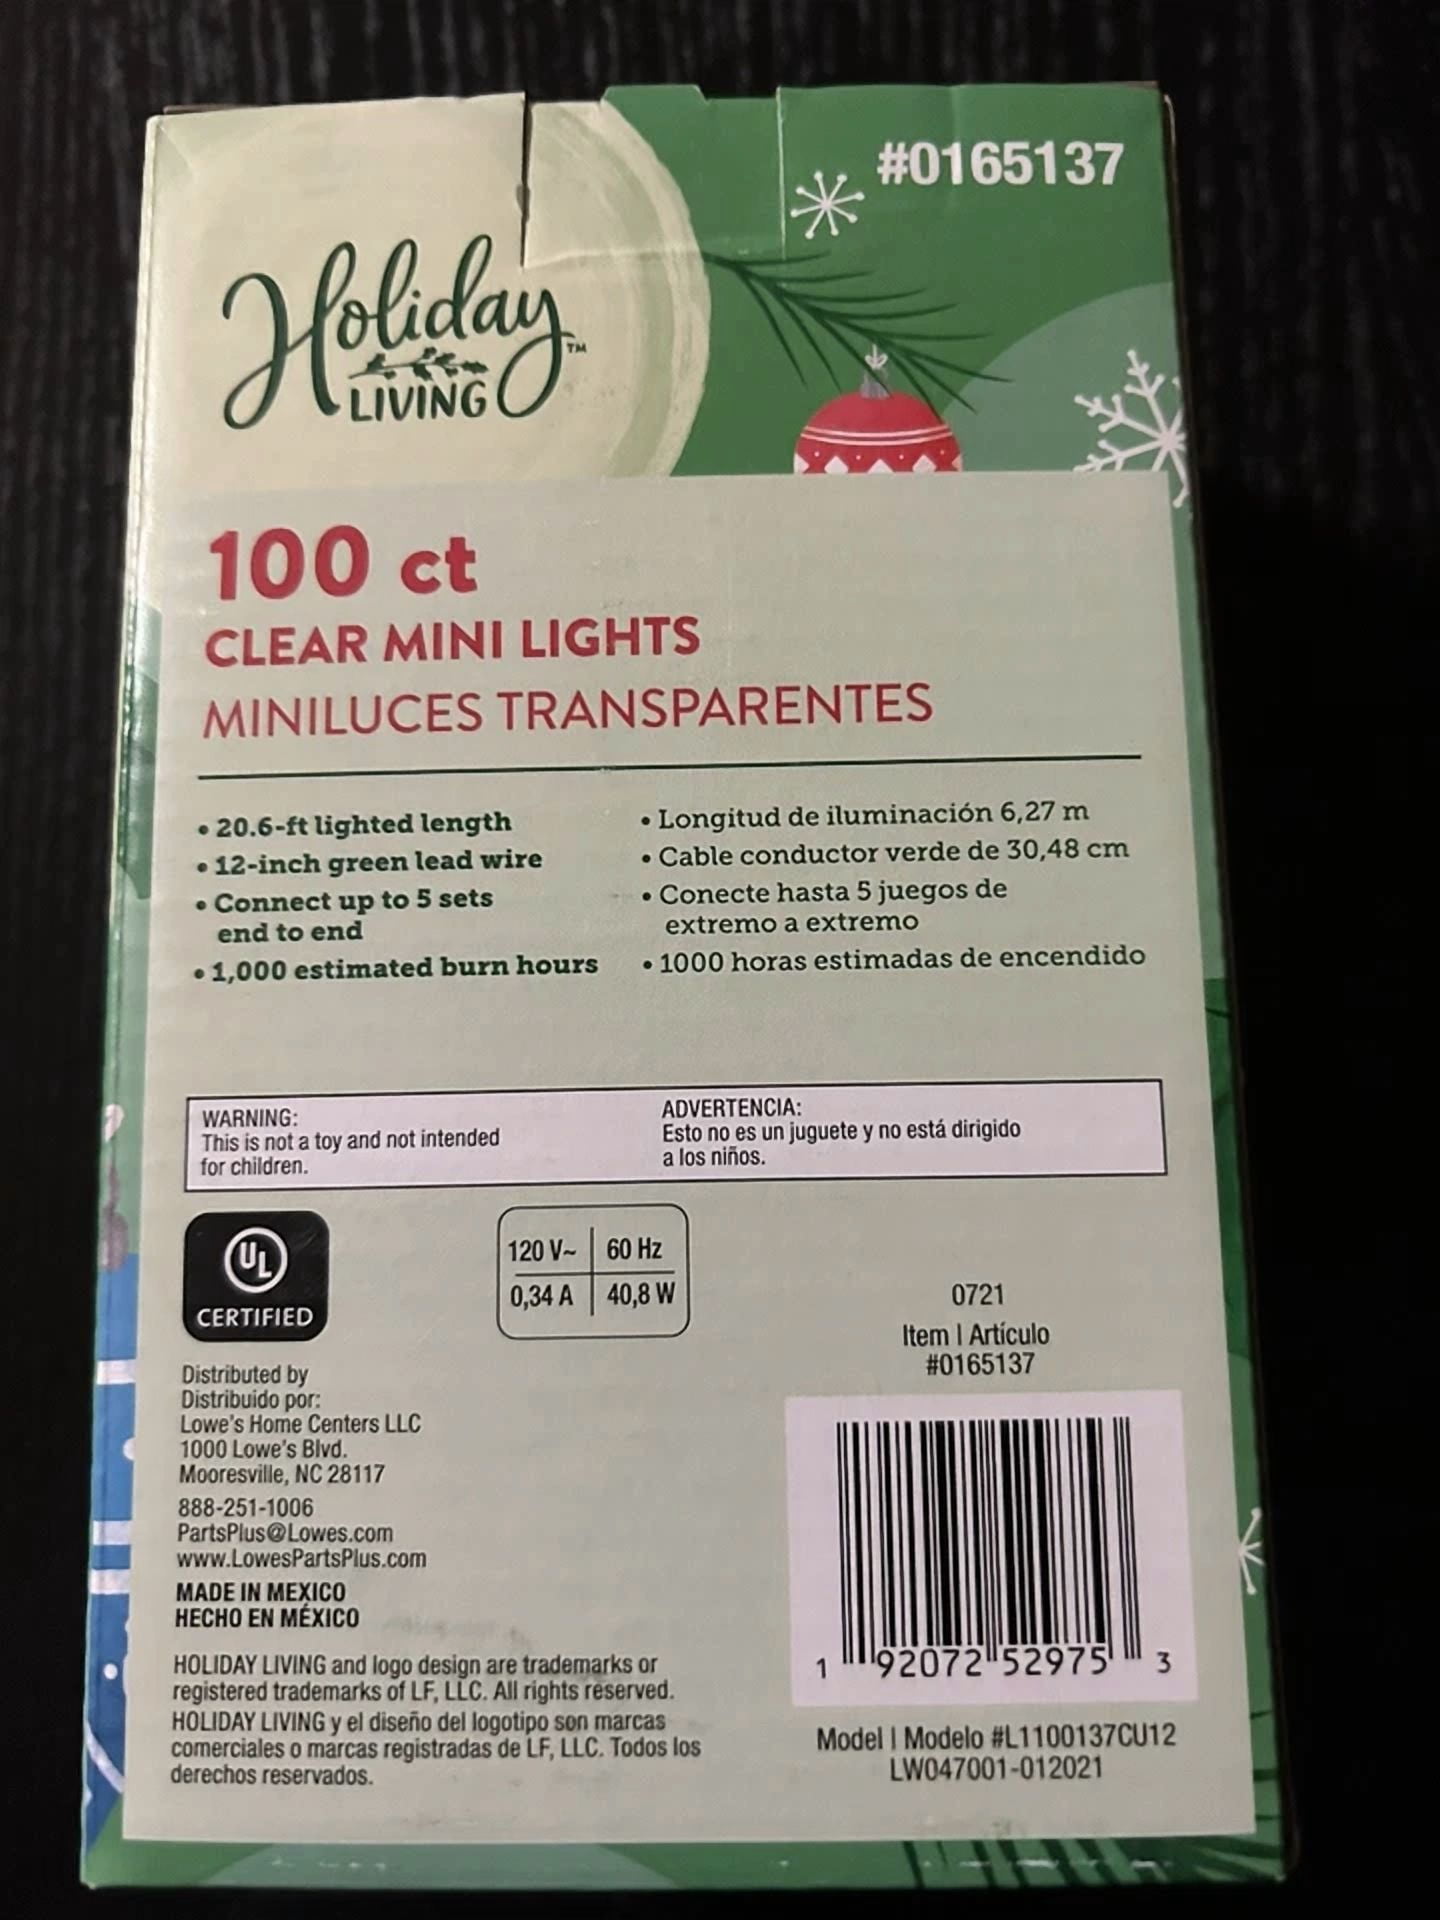 #0165137
Holiday™
LIVING
100 ct
CLEAR MINI LIGHTS
MINILUCES TRANSPARENTES
• 20.6-ft lighted length
• 12-inch green lead wire
• Connect up to 5 sets
end to end
• 1,000 estimated burn hours
• Longitud de iluminación 6,27 m
• Cable conductor verde de 30,48 cm
• Conecte hasta 5 juegos de
extremo a extremo
• 1000 horas estimadas de encendido
WARNING:
This is not a toy and not intended
for children.
ADVERTENCIA:
Esto no es un juguete y no está dirigido
a los niños.
UL
CERTIFIED
120 V~ 60 Hz
0,34 A 40,8 W
Distributed by
Distribuido por:
Lowe's Home Centers LLC
1000 Lowe's Blvd.
Mooresville, NC 28117
888-251-1006
PartsPlus@Lowes.com
www.LowesPartsPlus.com
MADE IN MEXICO
HECHO EN MÉXICO
HOLIDAY LIVING and logo design are trademarks or
registered trademarks of LF, LLC. All rights reserved.
HOLIDAY LIVING y el diseño del logotipo son marcas
comerciales o marcas registradas de LF, LLC. Todos los
derechos reservados.
0721
Item | Artículo
#0165137
1 92072 52975 3
Model | Modelo #L1100137CU12
LW047001-012021